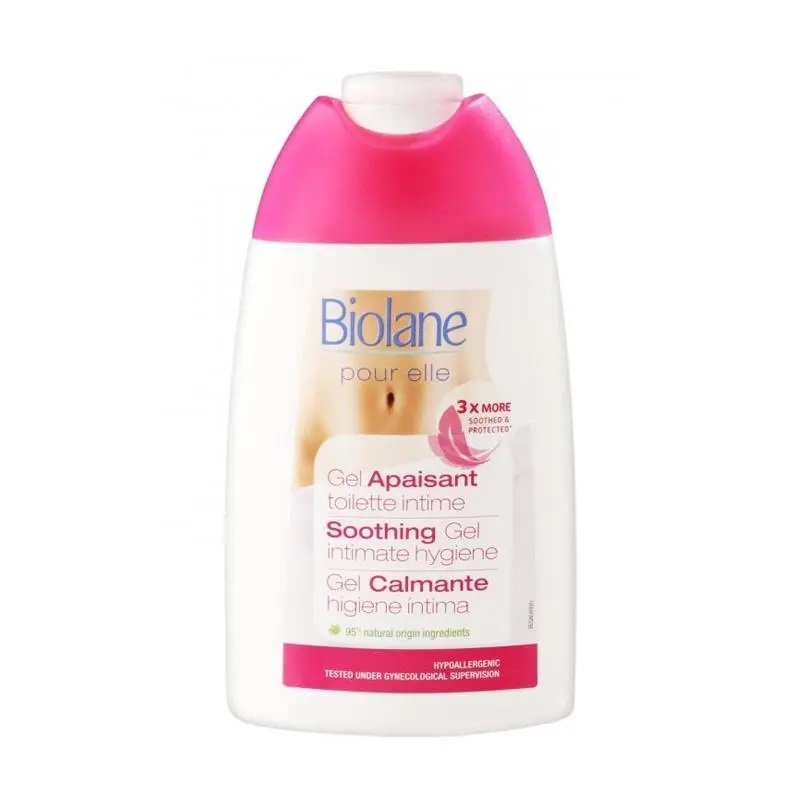 Biolane
pour elle
3 x MORE
SOOTHED &
PROTECTED*
Gel Apaisant
toilette intime
Soothing Gel
intimate hygiene
Gel Calmante
higiene íntima
95% natural origin ingredients
HYPOALLERGENIC
TESTED UNDER GYNECOLOGICAL SUPERVISION